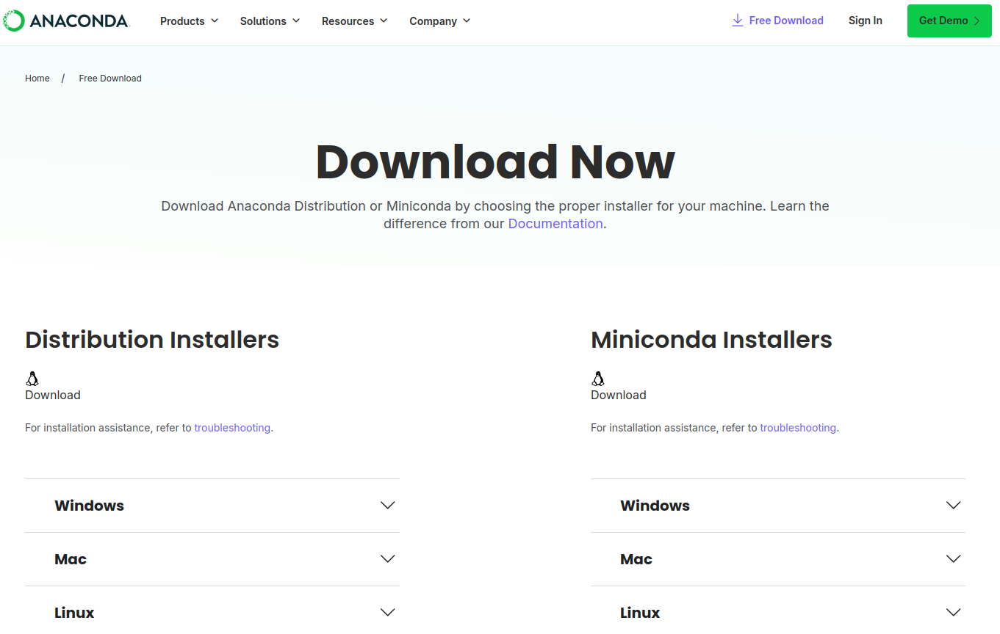 ANACONDA.
Products
Solutions
Resources
Company
Free Download
Sign In
Get Demo
Home / Free Download
Download Now
Download Anaconda Distribution or Miniconda by choosing the proper installer for your machine. Learn the
difference from our Documentation.
Distribution Installers
Download
For installation assistance, refer to troubleshooting.
Windows
Mac
Linux
Miniconda Installers
Download
For installation assistance, refer to troubleshooting.
Windows
Mac
Linux